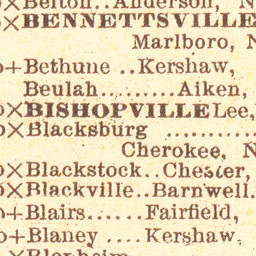 o×Belton..Anderson, N
o×BENNETTSVILLE
Marlboro, N
o+Bethune ..Kershaw,
Beulah........Aiken,
o×BISHOPVILLE Lee,
o×Blacksburg ..........
Cherokee, N
o×Blackstock..Chester,
o×Blackville..Barnwell.
o+Blairs......Fairfield,
o+Blaney ....Kershaw,
o×Blenheim